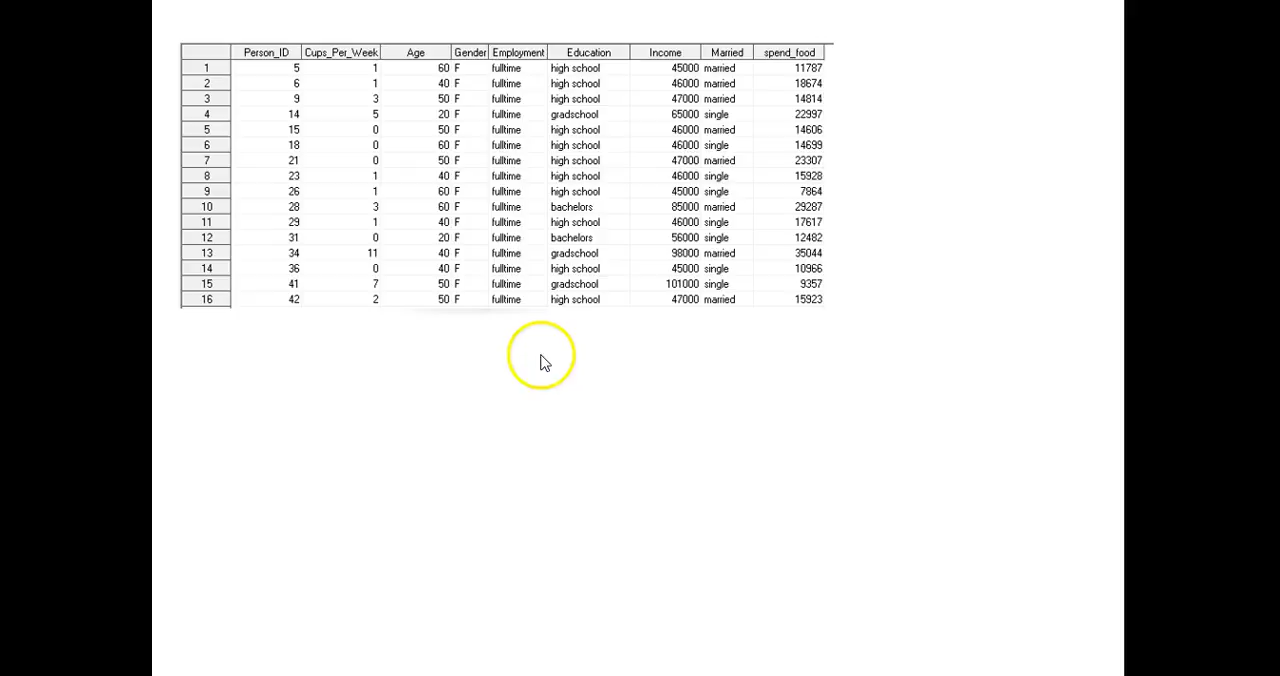 Person_ID Cups_Per_Week Age Gender Employment Education Income Married spend_food
1 5 1 60 F fulltime high school 45000 married 11787
2 6 1 40 F fulltime high school 46000 married 18674
3 9 3 50 F fulltime high school 47000 married 14814
4 14 5 20 F fulltime gradschool 65000 single 22997
5 15 0 50 F fulltime high school 46000 married 14606
6 18 0 60 F fulltime high school 46000 single 14699
7 21 0 50 F fulltime high school 47000 married 23307
8 23 1 40 F fulltime high school 46000 single 15928
9 26 1 60 F fulltime high school 45000 single 7864
10 28 3 60 F fulltime bachelors 85000 married 29287
11 29 1 40 F fulltime high school 46000 single 17617
12 31 0 20 F fulltime bachelors 56000 single 12482
13 34 11 40 F fulltime gradschool 98000 married 35044
14 36 0 40 F fulltime high school 45000 single 10966
15 41 7 50 F fulltime gradschool 101000 single 9357
16 42 2 50 F fulltime high school 47000 married 15923